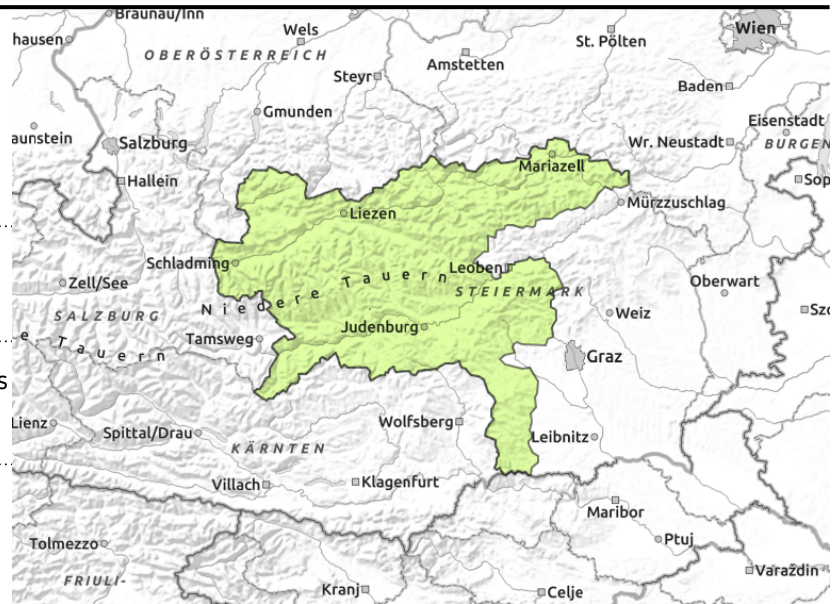 Braunau/Inn
Wels
Wien
hausen
OBERÖSTERREICH
St. Pölten
Steyr
Amstetten
Baden
Gmunden
Eisenstadt
aunstein
Salzburg
Wr. Neustadt
BURGEN
Mariazell
Hallein
Sop
Mürzzuschlag
Liezen
Schladming
Leoben
Zell/See
Niedere Tauern
STEIERMARK
Oberwart
SALZBURG
Weiz
Szo
Judenburg
e Tauern
Tamsweg
Graz
s
Lienz
Wolfsberg
Spittal/Drau
Leibnitz
KÄRNTEN
Villach
Klagenfurt
Maribor
Tolmezzo
Ptuj
Varaždin
FRIULI-
Kranj
Celje